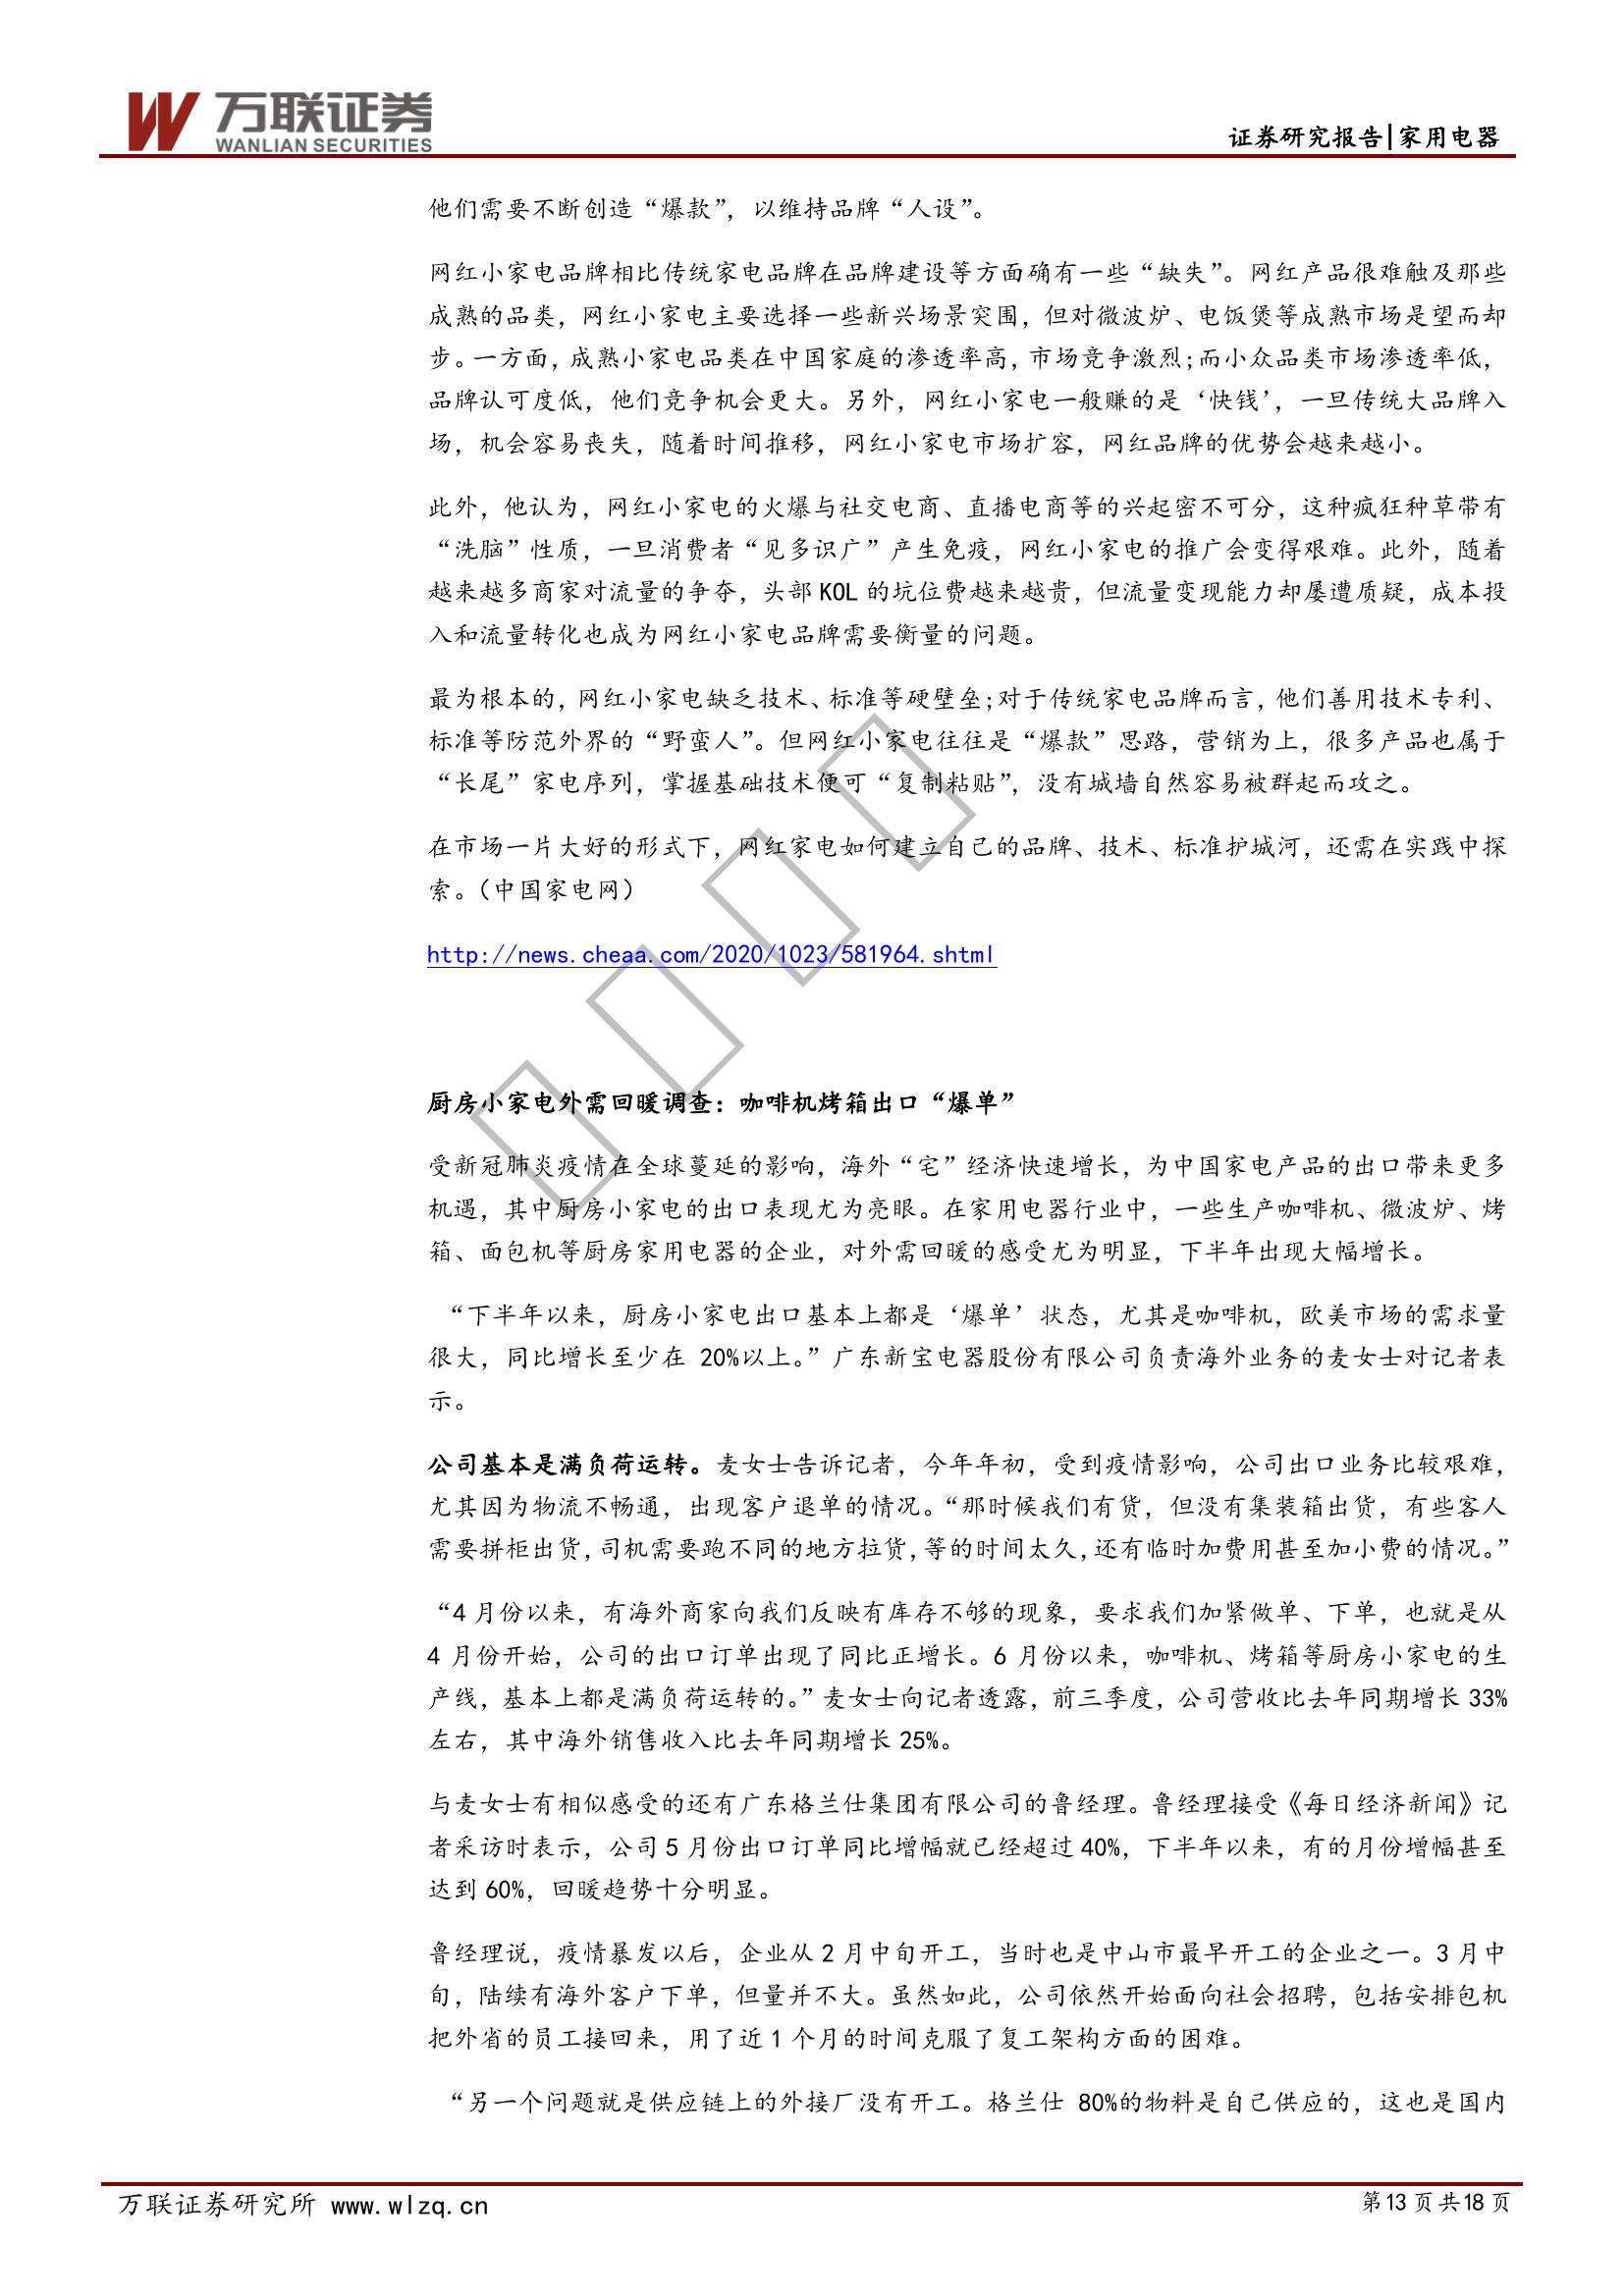 万联证券
WANLIAN SECURITIES
证券研究报告|家用电器
他们需要不断创造“爆款”，以维持品牌“人设”。
网红小家电品牌相比传统家电品牌在品牌建设等方面确有一些“缺失”。网红产品很难触及那些
成熟的品类，网红小家电主要选择一些新兴场景突围，但对微波炉、电饭煲等成熟市场是望而却
步。一方面，成熟小家电品类在中国家庭的渗透率高，市场竞争激烈;而小众品类市场渗透率低，
品牌认可度低，他们竞争机会更大。另外，网红小家电一般赚的是‘快钱’，一旦传统大品牌入
场，机会容易丧失，随着时间推移，网红小家电市场扩容，网红品牌的优势会越来越小。
此外，他认为，网红小家电的火爆与社交电商、直播电商等的兴起密不可分，这种疯狂种草带有
“洗脑”性质，一旦消费者“见多识广”产生免疫，网红小家电的推广会变得艰难。此外，随着
越来越多商家对流量的争夺，头部 KOL 的坑位费越来越贵，但流量变现能力却屡遭质疑，成本投
入和流量转化也成为网红小家电品牌需要衡量的问题。
最为根本的，网红小家电缺乏技术、标准等硬壁垒;对于传统家电品牌而言，他们善用技术专利、
标准等防范外界的“野蛮人”。但网红小家电往往是“爆款”思路，营销为上，很多产品也属于
“长尾”家电序列，掌握基础技术便可“复制粘贴”，没有城墙自然容易被群起而攻之。
在市场一片大好的形式下，网红家电如何建立自己的品牌、技术、标准护城河，还需在实践中探
索。（中国家电网）
http://news.cheaa.com/2020/1023/581964.shtml
厨房小家电外需回暖调查：咖啡机烤箱出口“爆单”
受新冠肺炎疫情在全球蔓延的影响，海外“宅”经济快速增长，为中国家电产品的出口带来更多
机遇，其中厨房小家电的出口表现尤为亮眼。在家用电器行业中，一些生产咖啡机、微波炉、烤
箱、面包机等厨房家用电器的企业，对外需回暖的感受尤为明显，下半年出现大幅增长。
“下半年以来，厨房小家电出口基本上都是‘爆单’状态，尤其是咖啡机，欧美市场的需求量
很大，同比增长至少在 20%以上。”广东新宝电器股份有限公司负责海外业务的麦女士对记者表
示。
公司基本是满负荷运转。麦女士告诉记者，今年年初，受到疫情影响，公司出口业务比较艰难，
尤其因为物流不畅通，出现客户退单的情况。“那时候我们有货，但没有集装箱出货，有些客人
需要拼柜出货，司机需要跑不同的地方拉货，等的时间太久，还有临时加费用甚至加小费的情况。”
“4 月份以来，有海外商家向我们反映有库存不够的现象，要求我们加紧做单、下单，也就是从
4 月份开始，公司的出口订单出现了同比正增长。6 月份以来，咖啡机、烤箱等厨房小家电的生
产线，基本上都是满负荷运转的。”麦女士向记者透露，前三季度，公司营收比去年同期增长 33%
左右，其中海外销售收入比去年同期增长 25%。
与麦女士有相似感受的还有广东格兰仕集团有限公司的鲁经理。鲁经理接受《每日经济新闻》记
者采访时表示，公司 5 月份出口订单同比增幅就已经超过 40%，下半年以来，有的月份增幅甚至
达到 60%，回暖趋势十分明显。
鲁经理说，疫情暴发以后，企业从 2 月中旬开工，当时也是中山市最早开工的企业之一。3 月中
旬，陆续有海外客户下单，但量并不大。虽然如此，公司依然开始面向社会招聘，包括安排包机
把外省的员工接回来，用了近 1 个月的时间克服了复工架构方面的困难。
“另一个问题就是供应链上的外接厂没有开工。格兰仕 80%的物料是自己供应的，这也是国内
万联证券研究所 www.wlzq.cn
第 13 页 共 18 页